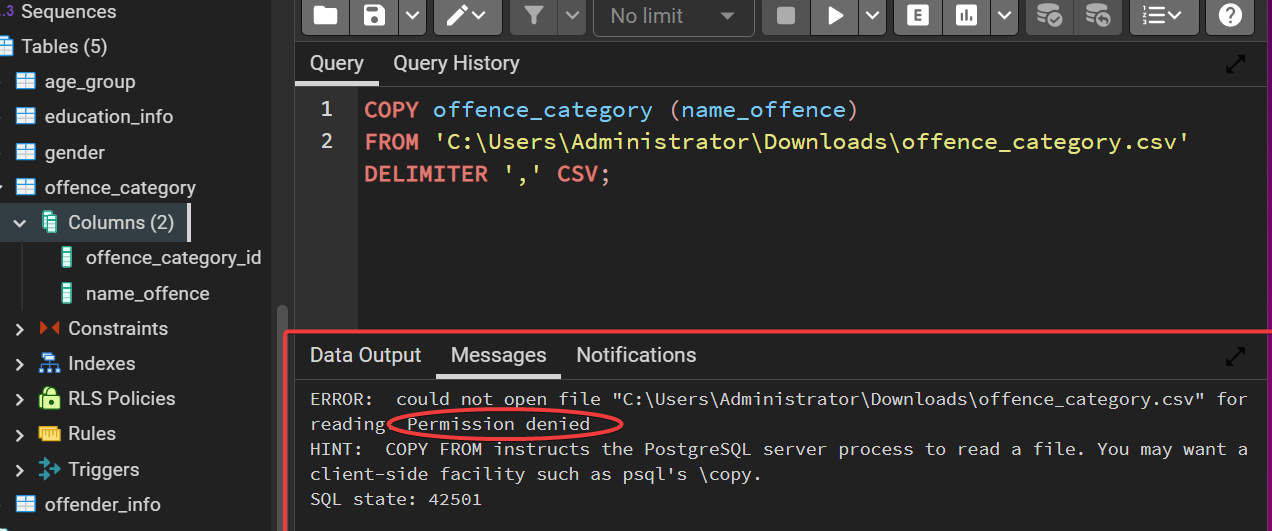 .3 Sequences
Tables (5)
age_group
education_info
gender
offence_category
Columns (2)
offence_category_id
name_offence
Constraints
Indexes
RLS Policies
Rules
Triggers
offender_info
No limit
E
Query Query History
1 COPY offence_category (name_offence)
2 FROM 'C:\Users\Administrator\Downloads\offence_category.csv'
DELIMITER ',' CSV;
Data Output Messages Notifications
ERROR: could not open file "C:\Users\Administrator\Downloads\offence_category.csv" for
reading: Permission denied
HINT: COPY FROM instructs the PostgreSQL server process to read a file. You may want a
client-side facility such as psql's \copy.
SQL state: 42501